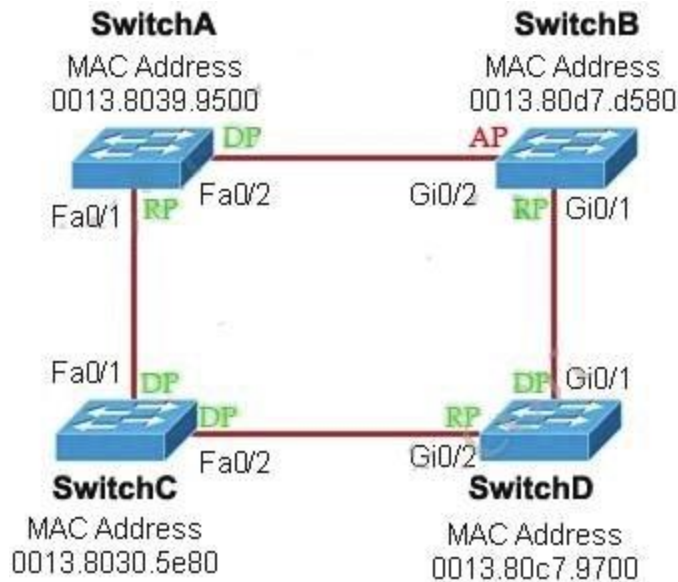 SwitchA
MAC Address
0013.8039.9500
SwitchB
MAC Address
0013.80d7.d580
DP
AP
Fa0/1
RP
Fa0/2
Gi0/2
RP
Gi0/1
Fa0/1
DP
DP
Fa0/2
DP
Gi0/1
RP
Gi0/2
SwitchC
MAC Address
0013.8030.5e80
SwitchD
MAC Address
0013.80c7.9700